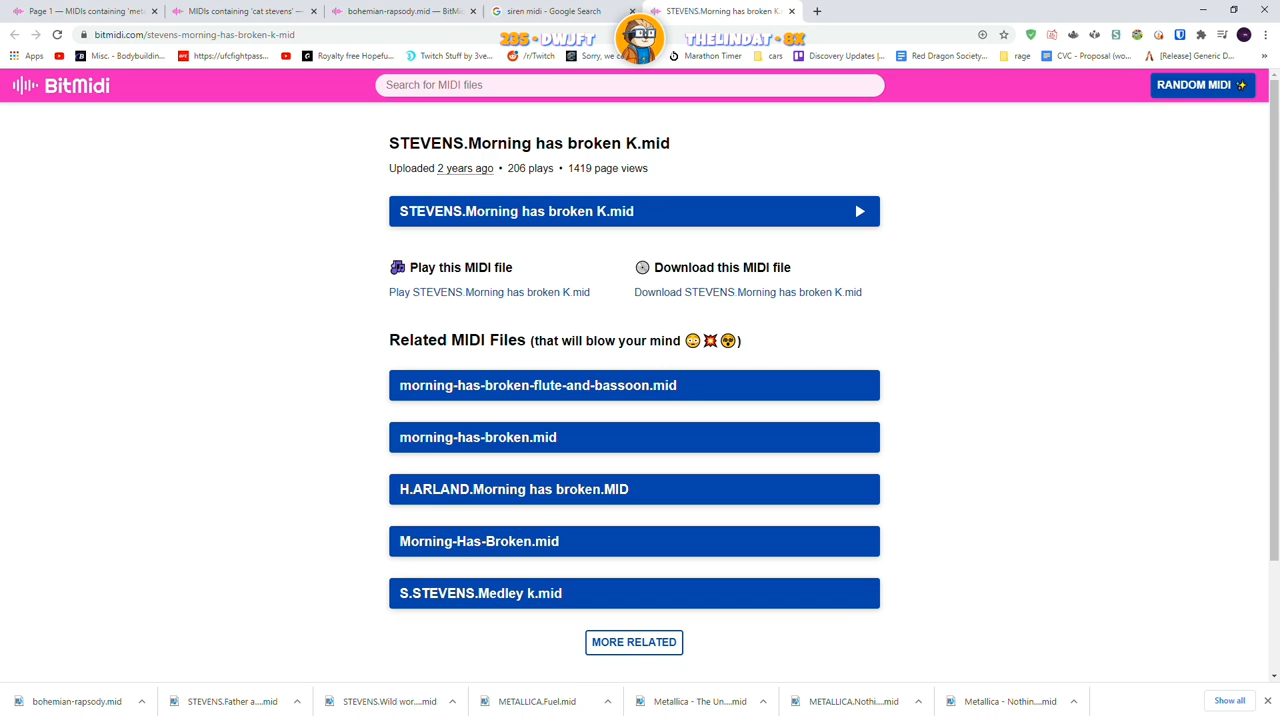 Page 1 — MIDIs containing 'met
MIDIs containing 'cat stevens' —
bohemian-rapsody.mid — BitMi
siren midi - Google Search
STEVENS.Morning has broken K.
bitmidi.com/stevens-morning-has-broken-k-mid
235 • DWJFT
THELINDAT • 8X
Apps
Misc. - Bodybuildin...
https://ufcfightpass...
Royalty free Hopefu...
Twitch Stuff by 3ve...
/r/Twitch
Sorry, we co
Marathon Timer
cars
Discovery Updates |...
Red Dragon Society...
rage
CVC - Proposal (wo...
[Release] Generic D...
BitMidi
Search for MIDI files
RANDOM MIDI
STEVENS.Morning has broken K.mid
Uploaded 2 years ago • 206 plays • 1419 page views
STEVENS.Morning has broken K.mid
Play this MIDI file
Download this MIDI file
Play STEVENS.Morning has broken K.mid
Download STEVENS.Morning has broken K.mid
Related MIDI Files (that will blow your mind 😳💥☢)
morning-has-broken-flute-and-bassoon.mid
morning-has-broken.mid
H.ARLAND.Morning has broken.MID
Morning-Has-Broken.mid
S.STEVENS.Medley k.mid
MORE RELATED
bohemian-rapsody.mid
STEVENS.Father a....mid
STEVENS.Wild wor....mid
METALLICA.Fuel.mid
Metallica - The Un....mid
METALLICA.Nothi....mid
Metallica - Nothin....mid
Show all